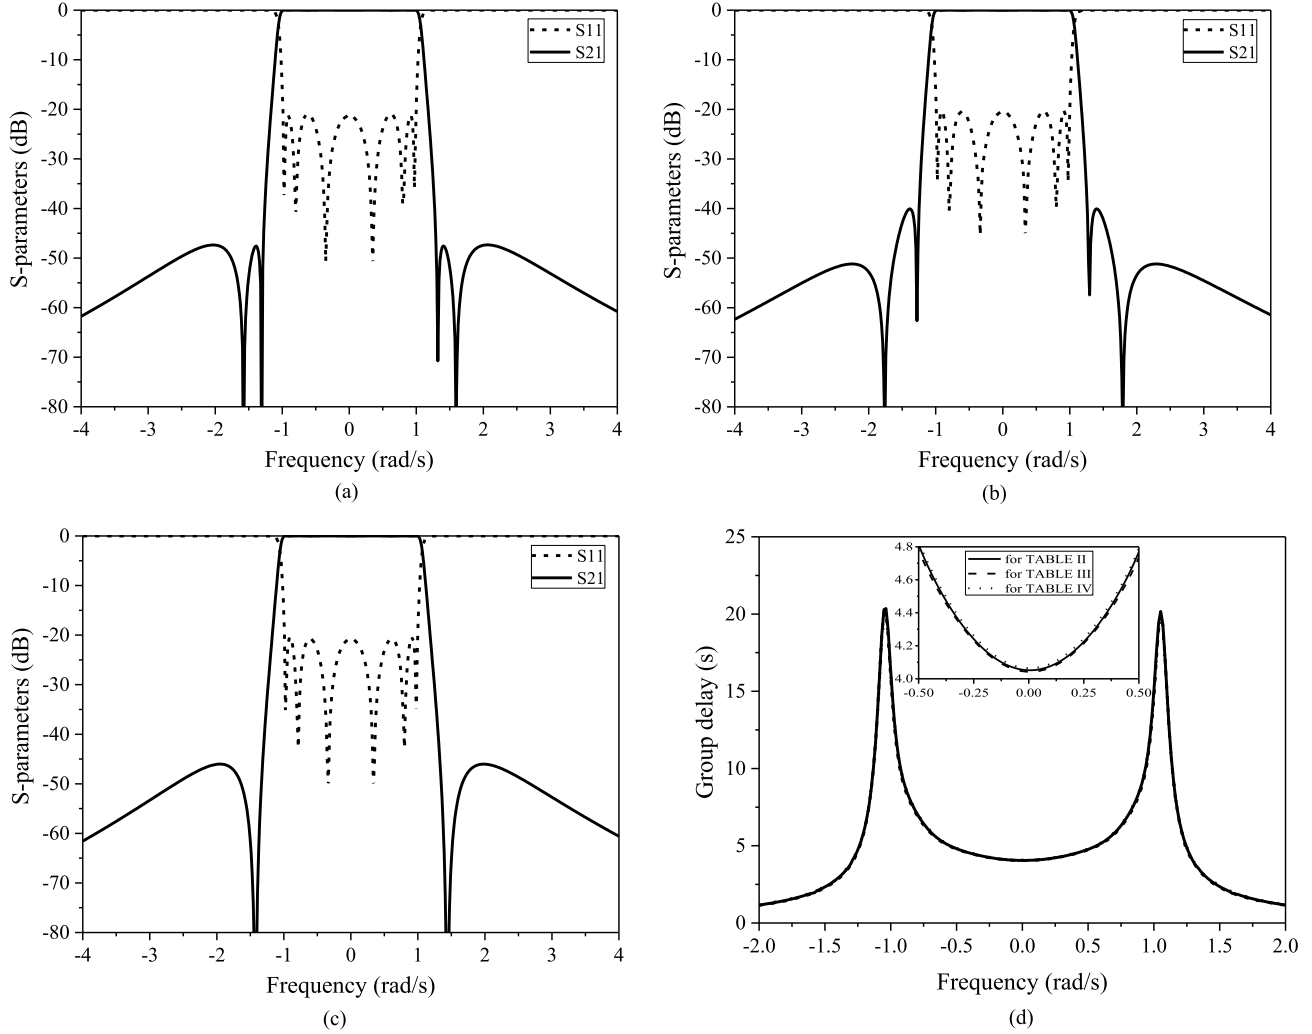 0
-10
-20
-30
-40
-50
-60
-70
-80
S-parameters (dB)
S11
S21
-4 -3 -2 -1 0 1 2 3 4
Frequency (rad/s)
(a)
0
-10
-20
-30
-40
-50
-60
-70
-80
S-parameters (dB)
S11
S21
-4 -3 -2 -1 0 1 2 3 4
Frequency (rad/s)
(b)
0
-10
-20
-30
-40
-50
-60
-70
-80
S-parameters (dB)
S11
S21
-4 -3 -2 -1 0 1 2 3 4
Frequency (rad/s)
(c)
25
20
15
10
5
0
Group delay (s)
4.8
4.6
4.4
4.2
4.0
for TABLE II
for TABLE III
for TABLE IV
-0.50 -0.25 0.00 0.25 0.50
-2.0 -1.5 -1.0 -0.5 0.0 0.5 1.0 1.5 2.0
Frequency (rad/s)
(d)